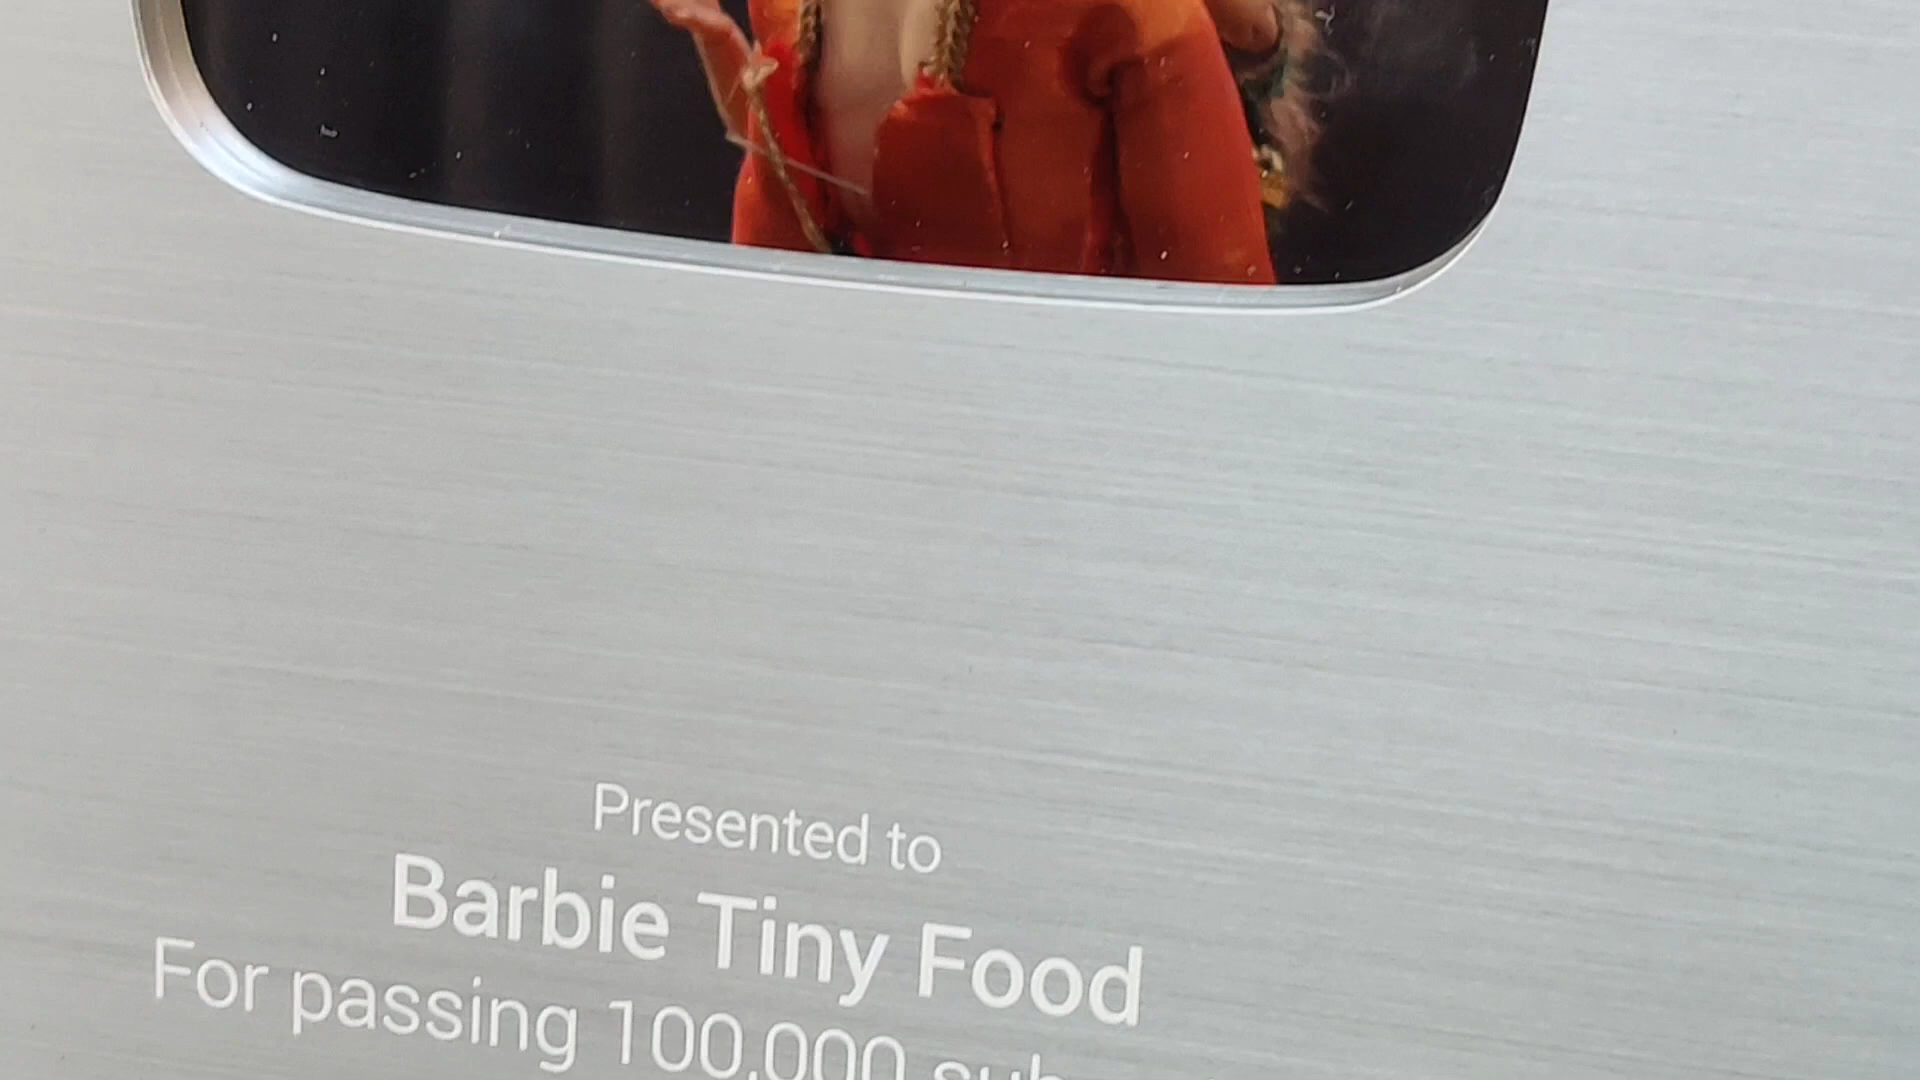 Presented to
Barbie Tiny Food
For passing 100,000